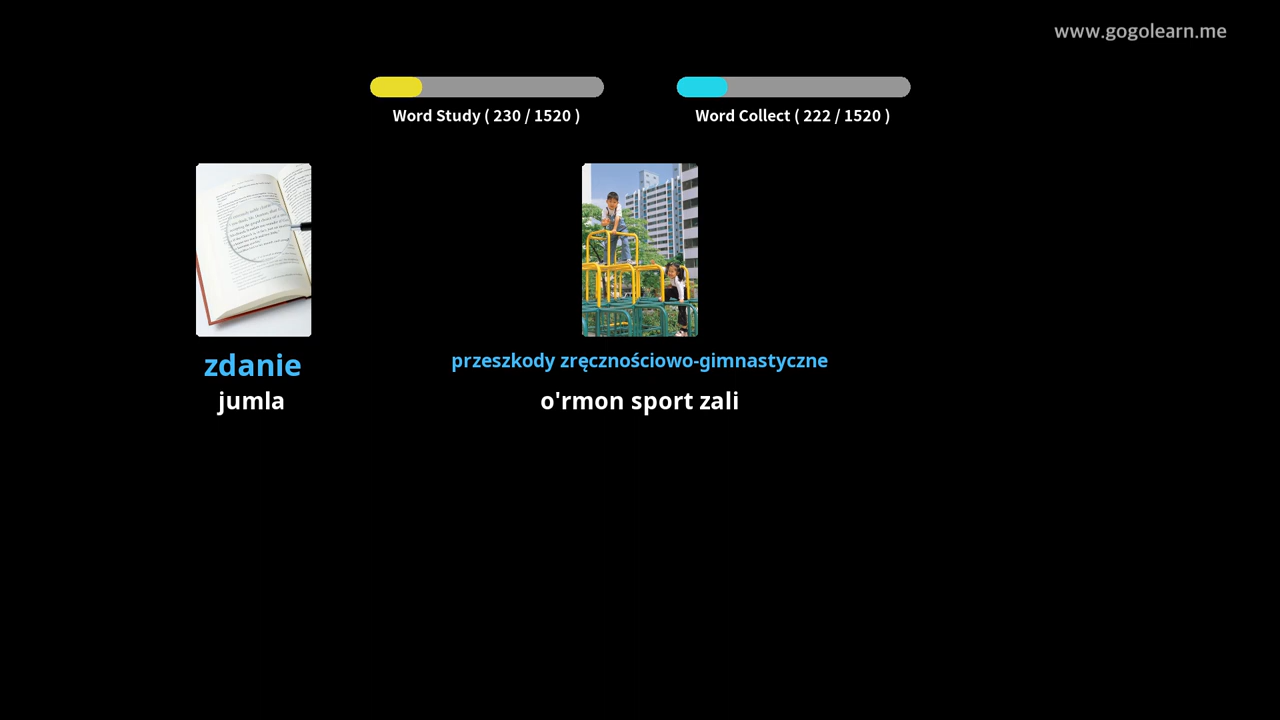 www.gogolearn.me
Word Study ( 230 / 1520 )
Word Collect ( 222 / 1520 )
zdanie
jumla
przeszkody zręcznościowo-gimnastyczne
o'rmon sport zali